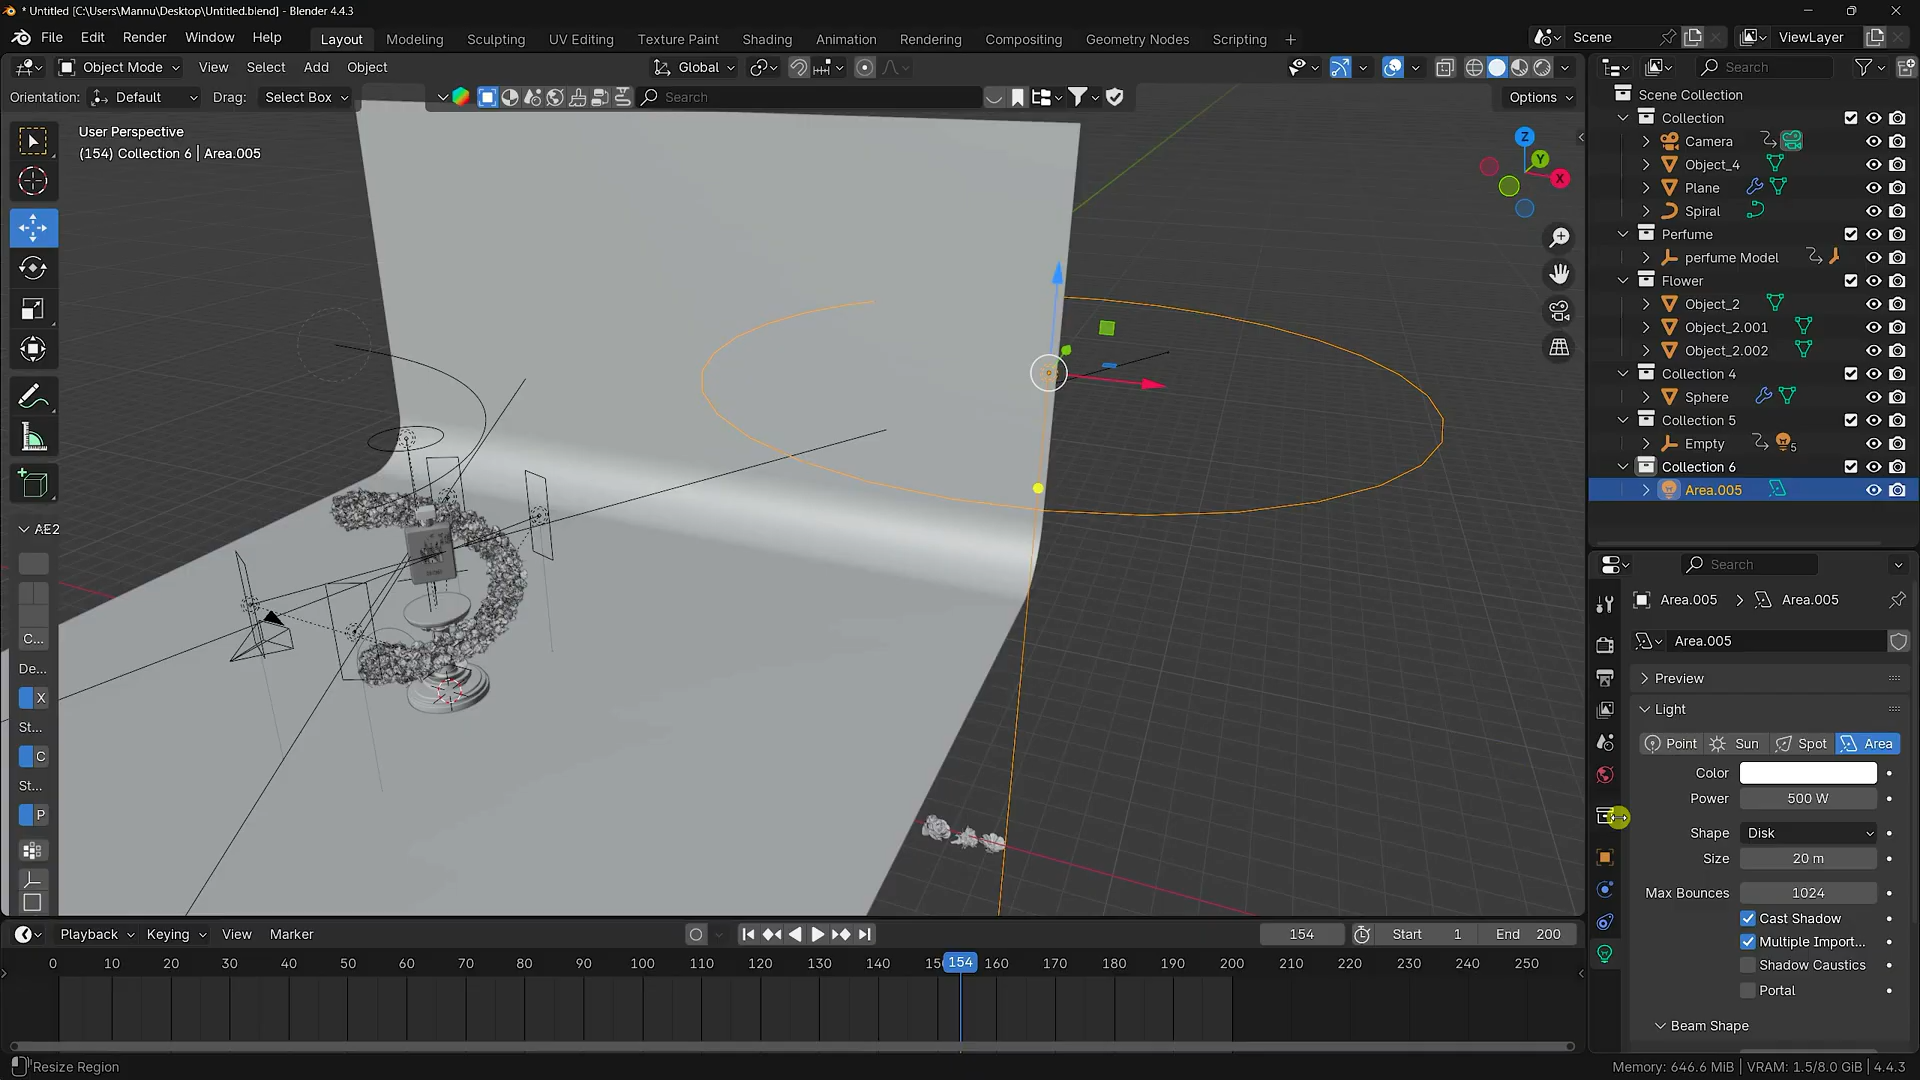 * Untitled [C:\Users\Mannu\Desktop\Untitled.blend] - Blender 4.4.3
File Edit Render Window Help Layout Modeling Sculpting UV Editing Texture Paint Shading Animation Rendering Compositing Geometry Nodes Scripting + Scene ViewLayer
Object Mode View Select Add Object Global Search
Orientation: Default Drag: Select Box Search Options
User Perspective
(154) Collection 6 | Area.005
Z
Y
X
Scene Collection
Collection
Camera
Object_4
Plane
Spiral
Perfume
perfume Model
Flower
Object_2
Object_2.001
Object_2.002
Collection 4
Sphere
Collection 5
Empty 5
Collection 6
Area.005
AE2
C...
De...
X
St...
C
St...
P
Search
Area.005 > Area.005
Area.005
Preview
Light
Point Sun Spot Area
Color
Power 500 W
Shape Disk
Size 20 m
Max Bounces 1024
Cast Shadow
Multiple Import...
Shadow Caustics
Portal
Beam Shape
Playback Keying View Marker 154 Start 1 End 200
0 10 20 30 40 50 60 70 80 90 100 110 120 130 140 15 154 160 170 180 190 200 210 220 230 240 250
Resize Region Memory: 646.6 MiB | VRAM: 1.5/8.0 GiB | 4.4.3